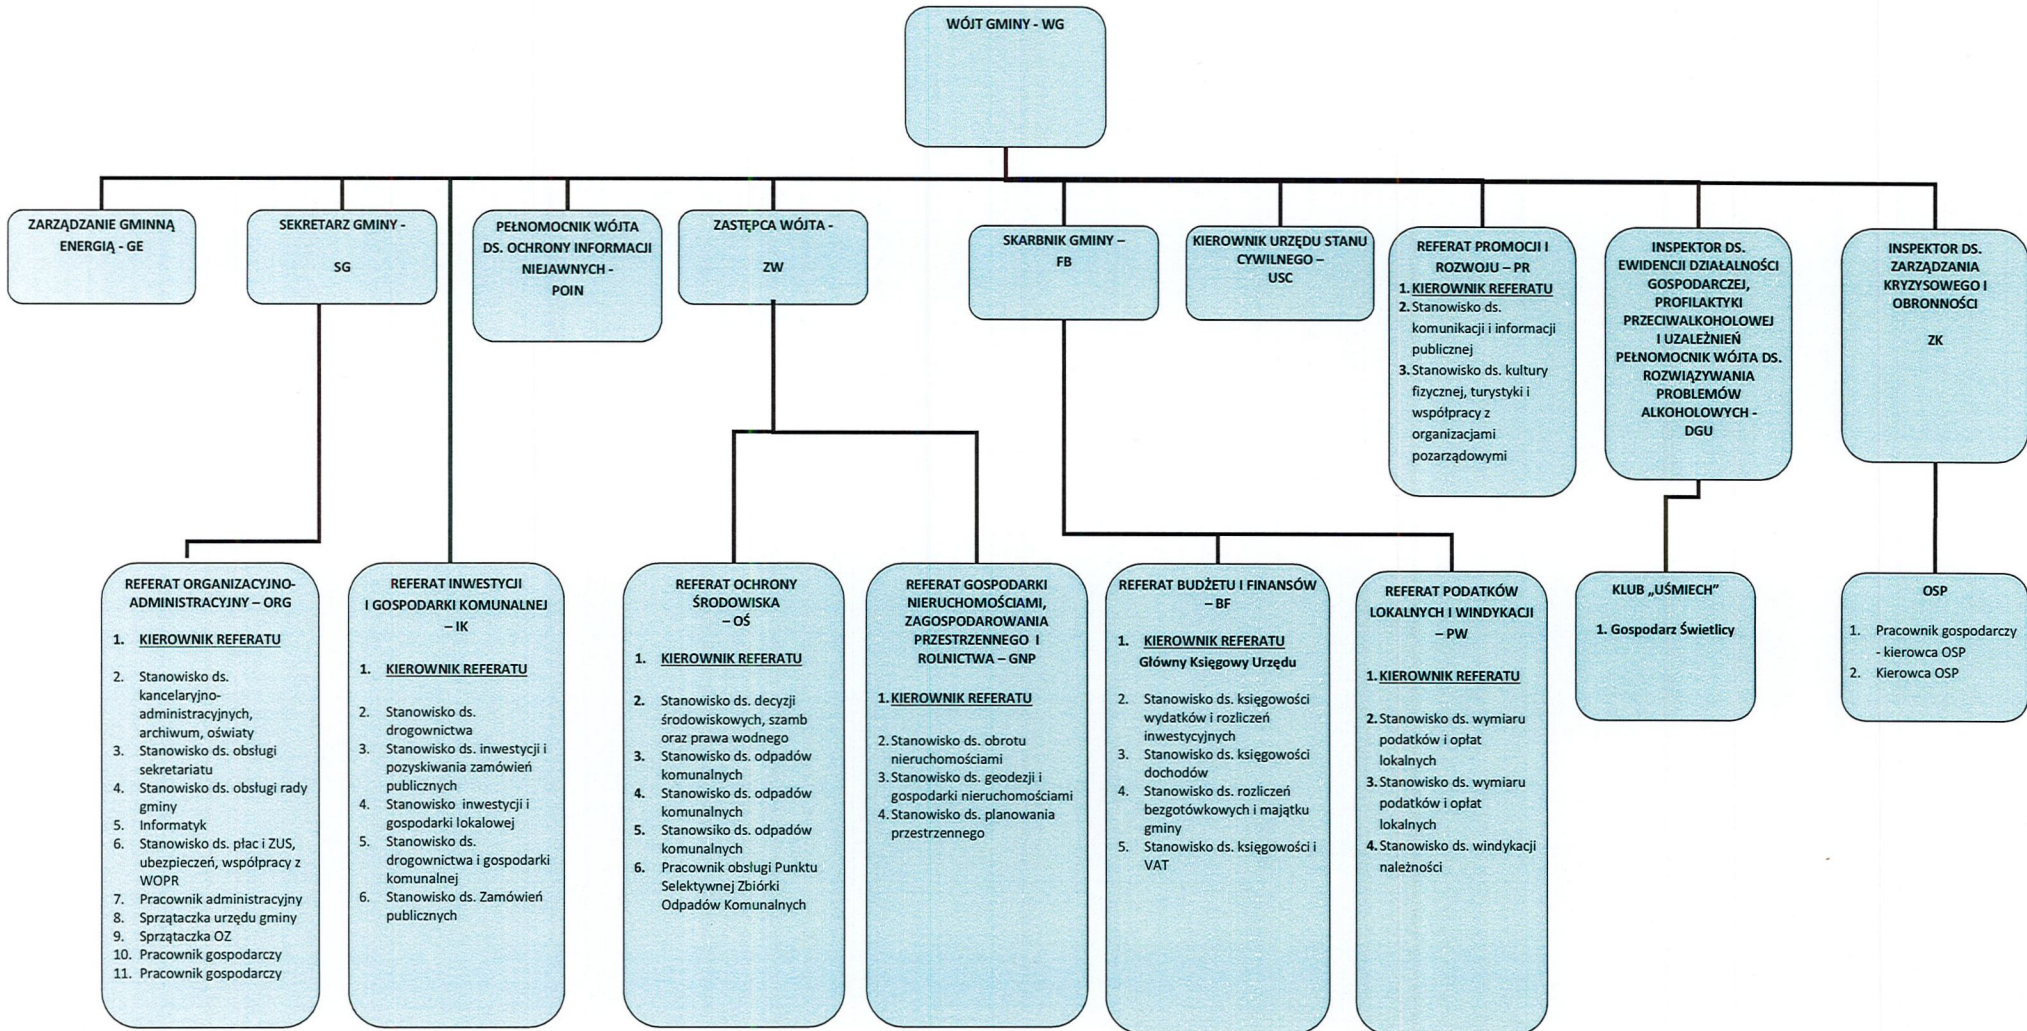 WÓJT GMINY - WG
ZARZĄDZANIE GMINNĄ
ENERGIĄ - GE
SEKRETARZ GMINY -
SG
PEŁNOMOCNIK WÓJTA
DS. OCHRONY INFORMACJI
NIEJAWNYCH -
POIN
ZASTĘPCA WÓJTA -
ZW
SKARBNIK GMINY –
FB
KIEROWNIK URZĘDU STANU
CYWILNEGO –
USC
REFERAT PROMOCJI I
ROZWOJU – PR
1. KIEROWNIK REFERATU
2. Stanowisko ds.
komunikacji i informacji
publicznej
3. Stanowisko ds. kultury
fizycznej, turystyki i
współpracy z
organizacjami
pozarządowymi
INSPEKTOR DS.
EWIDENCJI DZIAŁALNOŚCI
GOSPODARCZEJ,
PROFILAKTYKI
PRZECIWALKOHOLOWEJ
I UZALEŻNIEŃ
PEŁNOMOCNIK WÓJTA DS.
ROZWIĄZYWANIA
PROBLEMÓW
ALKOHOLOWYCH -
DGU
INSPEKTOR DS.
ZARZĄDZANIA
KRYZYSOWEGO I
OBRONNOŚCI
ZK
REFERAT ORGANIZACYJNO-
ADMINISTRACYJNY – ORG
1. KIEROWNIK REFERATU
2. Stanowisko ds.
kancelaryjno-
administracyjnych,
archiwum, oświaty
3. Stanowisko ds. obsługi
sekretariatu
4. Stanowisko ds. obsługi rady
gminy
5. Informatyk
6. Stanowisko ds. płac i ZUS,
ubezpieczeń, współpracy z
WOPR
7. Pracownik administracyjny
8. Sprzątaczka urzędu gminy
9. Sprzątaczka OZ
10. Pracownik gospodarczy
11. Pracownik gospodarczy
REFERAT INWESTYCJI
I GOSPODARKI KOMUNALNEJ
– IK
1. KIEROWNIK REFERATU
2. Stanowisko ds.
drogownictwa
3. Stanowisko ds. inwestycji i
pozyskiwania zamówień
publicznych
4. Stanowisko inwestycji i
gospodarki lokalowej
5. Stanowisko ds.
drogownictwa i gospodarki
komunalnej
6. Stanowisko ds. Zamówień
publicznych
REFERAT OCHRONY
ŚRODOWISKA
– OŚ
1. KIEROWNIK REFERATU
2. Stanowisko ds. decyzji
środowiskowych, szamb
oraz prawa wodnego
3. Stanowisko ds. odpadów
komunalnych
4. Stanowisko ds. odpadów
komunalnych
5. Stanowsiko ds. odpadów
komunalnych
6. Pracownik obsługi Punktu
Selektywnej Zbiórki
Odpadów Komunalnych
REFERAT GOSPODARKI
NIERUCHOMOŚCIAMI,
ZAGOSPODAROWANIA
PRZESTRZENNEGO I
ROLNICTWA – GNP
1. KIEROWNIK REFERATU
2. Stanowisko ds. obrotu
nieruchomościami
3. Stanowisko ds. geodezji i
gospodarki nieruchomościami
4. Stanowisko ds. planowania
przestrzennego
REFERAT BUDŻETU I FINANSÓW
– BF
1. KIEROWNIK REFERATU
Główny Księgowy Urzędu
2. Stanowisko ds. księgowości
wydatków i rozliczeń
inwestycyjnych
3. Stanowisko ds. księgowości
dochodów
4. Stanowisko ds. rozliczeń
bezgotówkowych i majątku
gminy
5. Stanowisko ds. księgowości i
VAT
REFERAT PODATKÓW
LOKALNYCH I WINDYKACJI
– PW
1. KIEROWNIK REFERATU
2. Stanowisko ds. wymiaru
podatków i opłat
lokalnych
3. Stanowisko ds. wymiaru
podatków i opłat
lokalnych
4. Stanowisko ds. windykacji
należności
KLUB „UŚMIECH”
1. Gospodarz Świetlicy
OSP
1. Pracownik gospodarczy
- kierowca OSP
2. Kierowca OSP